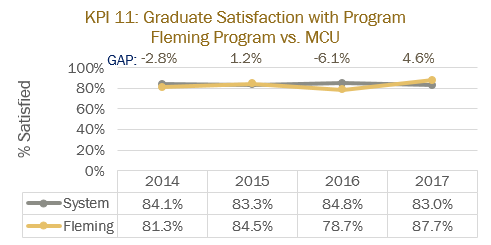 KPI 11: Graduate Satisfaction with Program
Fleming Program vs. MCU
GAP: -2.8% 1.2% -6.1% 4.6%
% Satisfied
100%
80%
60%
40%
20%
0%
2014 2015 2016 2017
System 84.1% 83.3% 84.8% 83.0%
Fleming 81.3% 84.5% 78.7% 87.7%